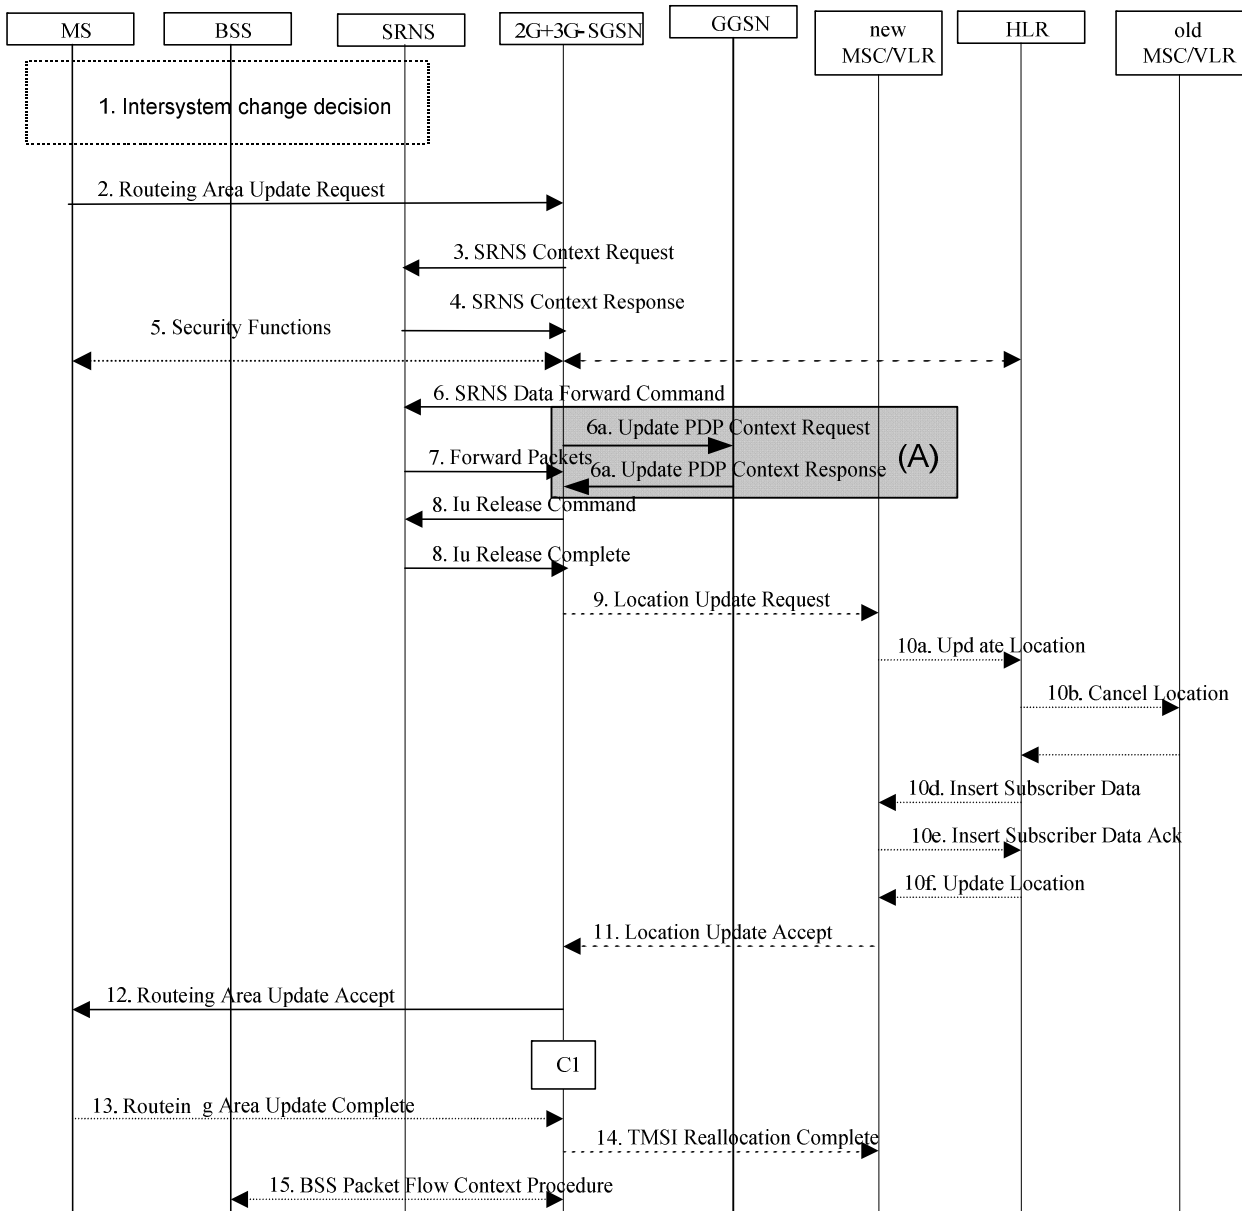 MS
BSS
SRNS
2G+3G-SGSN
GGSN
new
MSC/VLR
HLR
old
MSC/VLR
1. Intersystem change decision
2. Routeing Area Update Request
3. SRNS Context Request
4. SRNS Context Response
5. Security Functions
6. SRNS Data Forward Command
6a. Update PDP Context Request
(A)
7. Forward Packets
6a. Update PDP Context Response
8. Iu Release Command
8. Iu Release Complete
9. Location Update Request
10a. Upd ate Location
10b. Cancel Location
10d. Insert Subscriber Data
10e. Insert Subscriber Data Ack
10f. Update Location
11. Location Update Accept
12. Routeing Area Update Accept
C1
13. Routein g Area Update Complete
14. TMSI Reallocation Complete
15. BSS Packet Flow Context Procedure